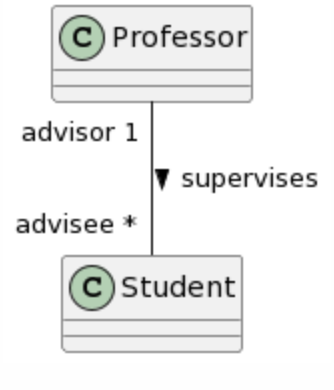 C Professor
advisor 1
supervises
advisee *
C Student